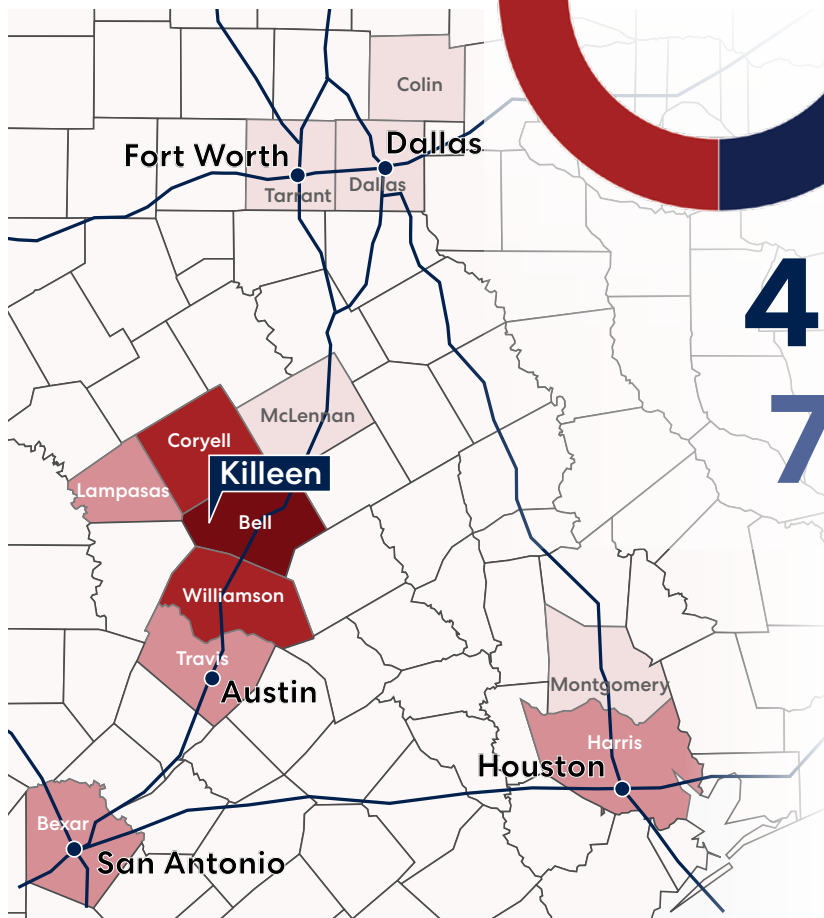 Colin
Dallas
Fort Worth
Dallas
Tarrant
4
7
McLennan
Coryell
Killeen
Lampasas
Bell
Williamson
Travis
Austin
Montgomery
Harris
Houston
Bexar
San Antonio